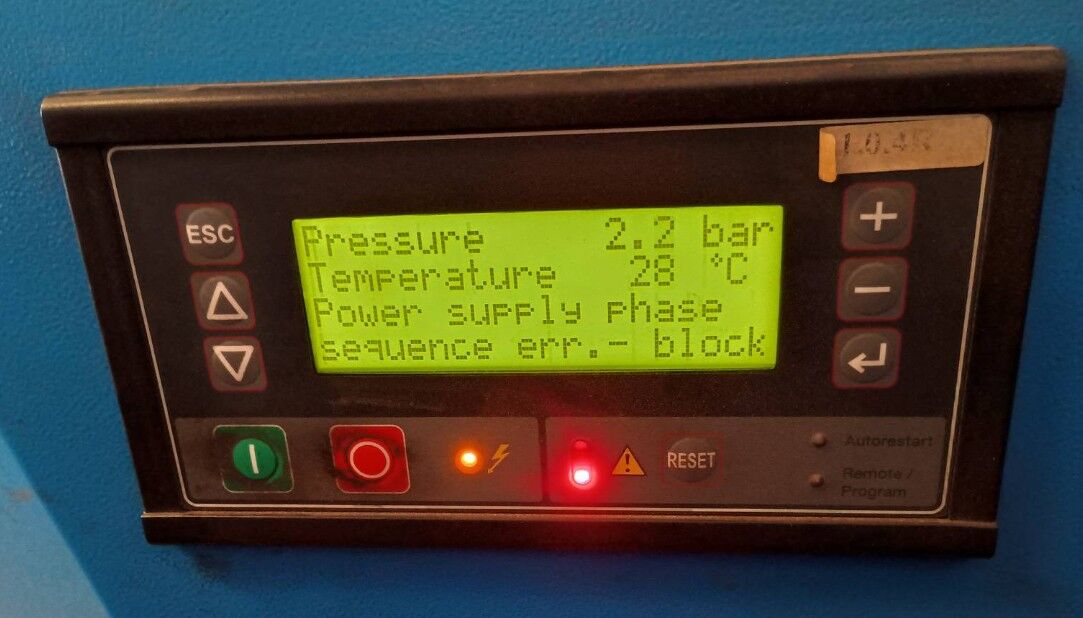 1.0.4R
ESC
Pressure 2.2 bar
Temperature 28 °C
Power supply phase
sequence err.- block
RESET
Autorestart
Remote /
Program